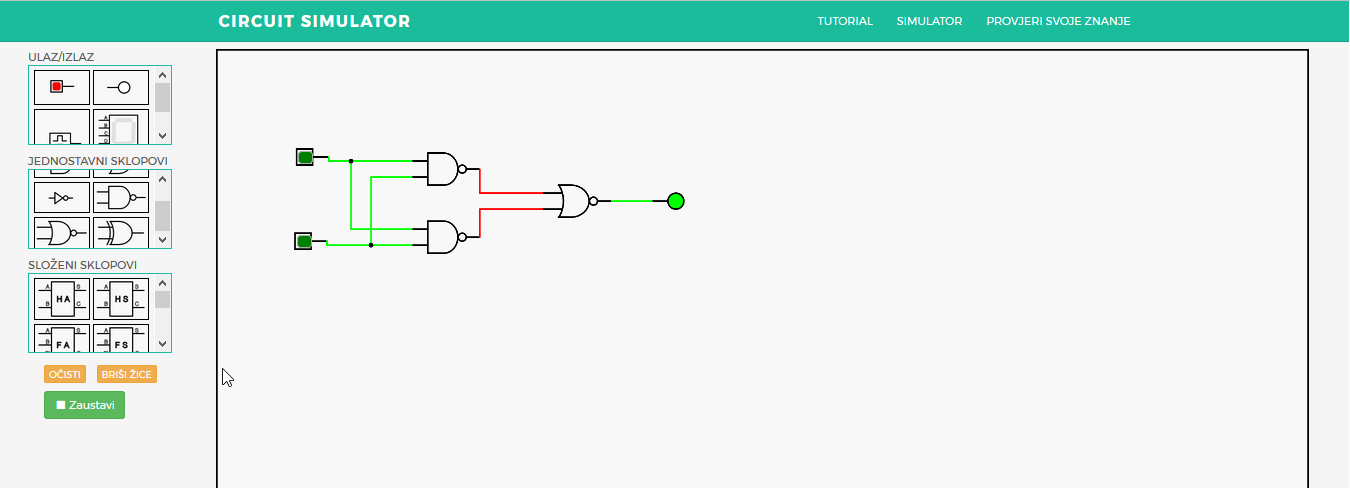 CIRCUIT SIMULATOR
TUTORIAL SIMULATOR PROVJERI SVOJE ZNANJE
ULAZ/IZLAZ
A
B
C
D
JEDNOSTAVNI SKLOPOVI
SLOŽENI SKLOPOVI
A S A S
HA HS
B C B C
A S A S
B B
FA FS
OČISTI BRIŠI ŽICE
Zaustavi